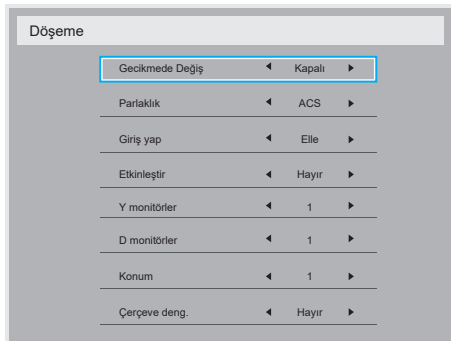 Döşeme
Gecikmede Değiş Kapalı
Parlaklık ACS
Giriş yap Elle
Etkinleştir Hayır
Y monitörler 1
D monitörler 1
Konum 1
Çerçeve deng. Hayır